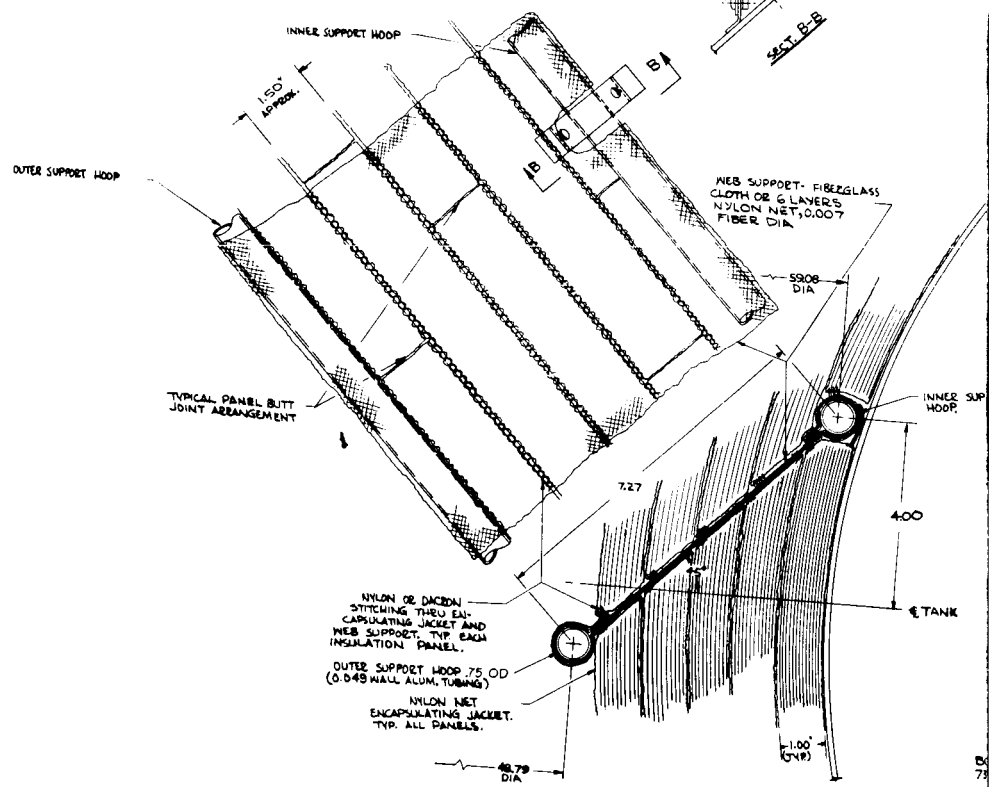 SECT. B-B
INNER SUPPORT HOOP
1.50"
APPROX.
B
B
OUTER SUPPORT HOOP
WEB SUPPORT- FIBERGLASS
CLOTH OR 6 LAYERS
NYLON NET, 0.007
FIBER DIA
59.08
DIA
TYPICAL PANEL BUTT
JOINT ARRANGEMENT
INNER SUP
HOOP.
7.27
4.00
45°
℄ TANK
NYLON OR DACRON
STITCHING THRU EN-
CAPSULATING JACKET AND
WEB SUPPORT. TYP. EACH
INSULATION PANEL.
OUTER SUPPORT HOOP .75 OD
(0.049 WALL ALUM. TUBING)
NYLON NET
ENCAPSULATING JACKET.
TYP. ALL PANELS.
1.00"
(TYP)
48.79
DIA